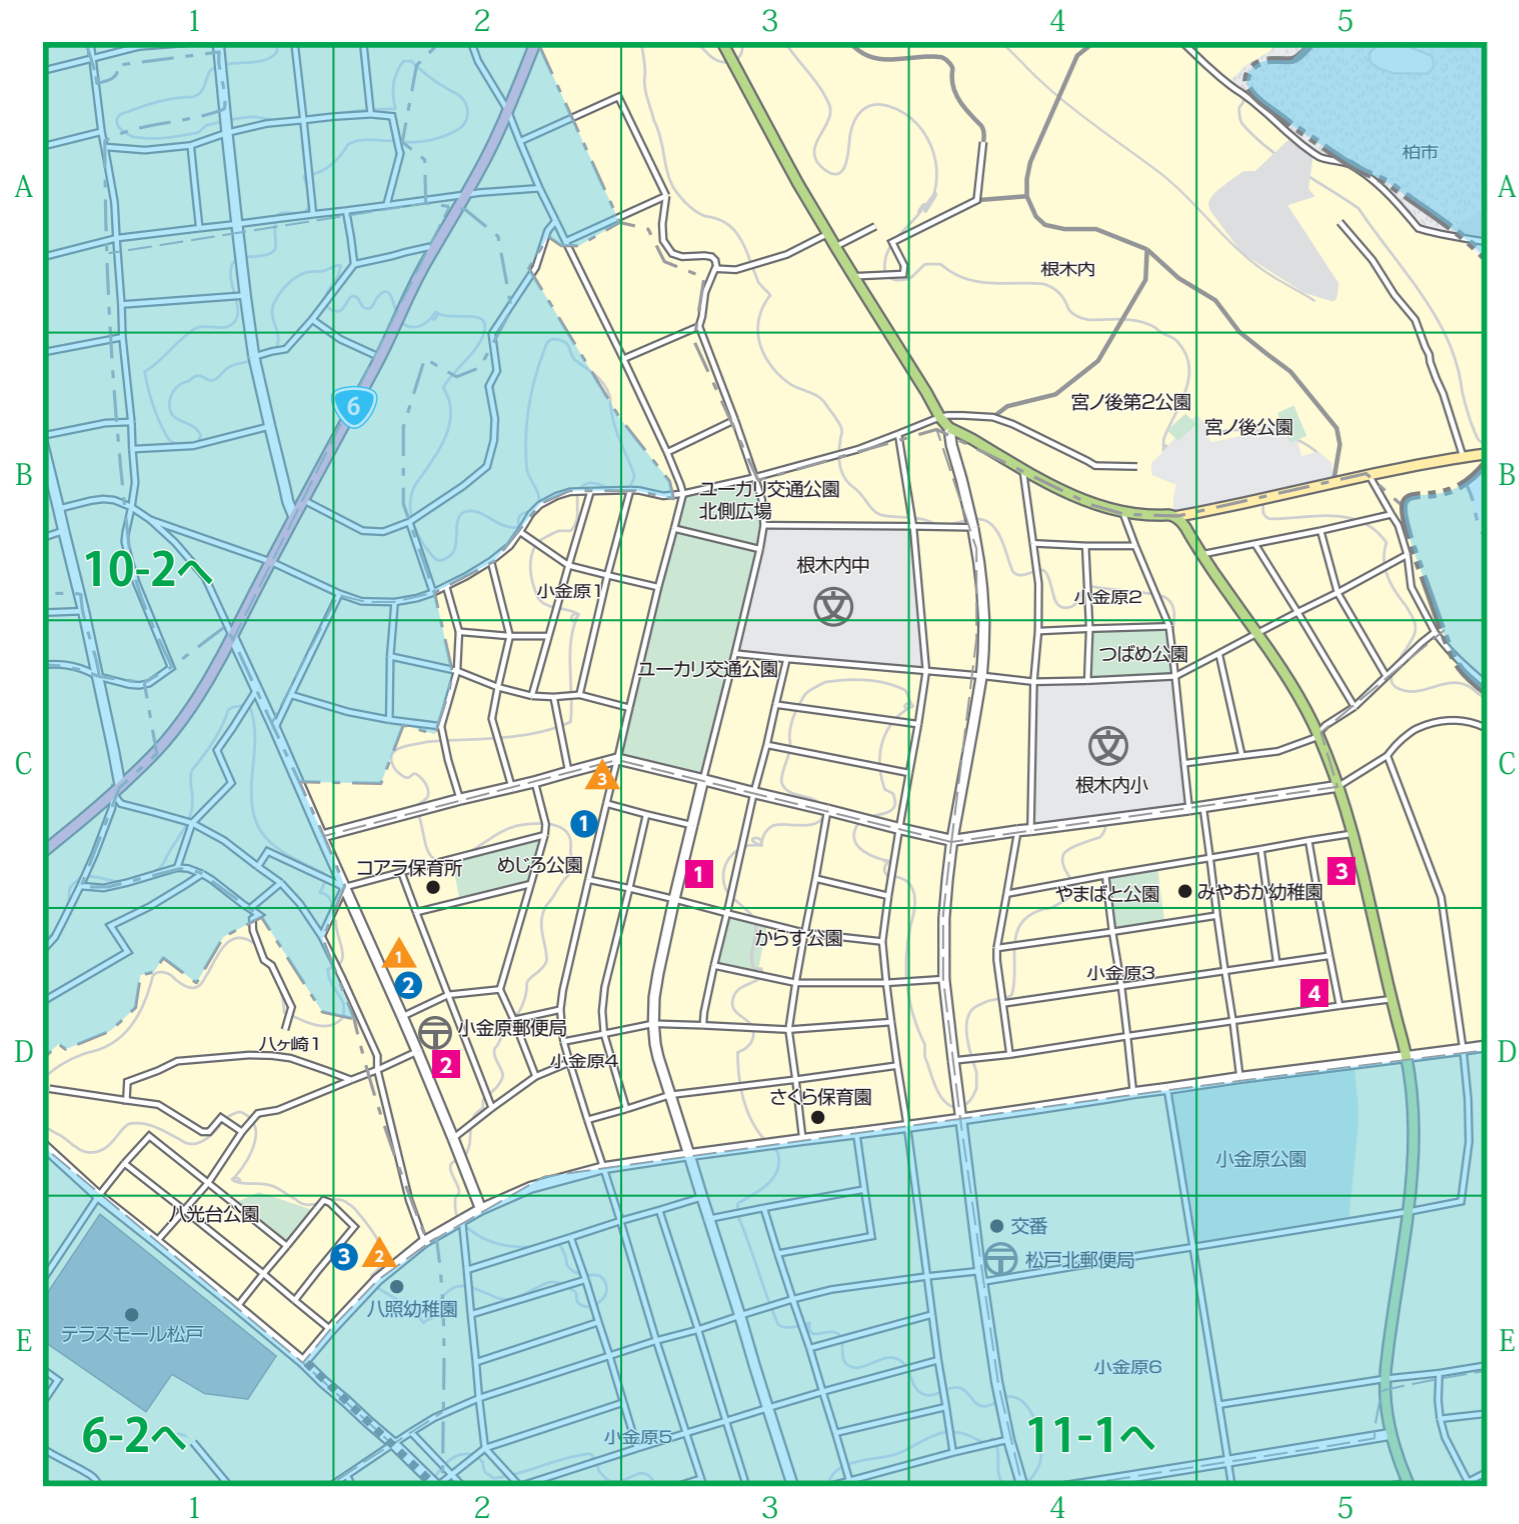 1 2 3 4 5
A A
柏市
根木内
6
宮ノ後第2公園
宮ノ後公園
B B
ユーカリ交通公園
北側広場
10-2へ
根木内中
文
小金原1
小金原2
つばめ公園
ユーカリ交通公園
文
C C
3
根木内小
1
コアラ保育所
めじろ公園
1
3
やまばと公園
みやおか幼稚園
からす公園
1
2
小金原3
4
小金原郵便局
八ヶ崎1
D D
2
小金原4
さくら保育園
小金原公園
八光台公園
交番
3
2
松戸北郵便局
八照幼稚園
テラスモール松戸
E E
小金原6
6-2へ
小金原5
11-1へ
1 2 3 4 5